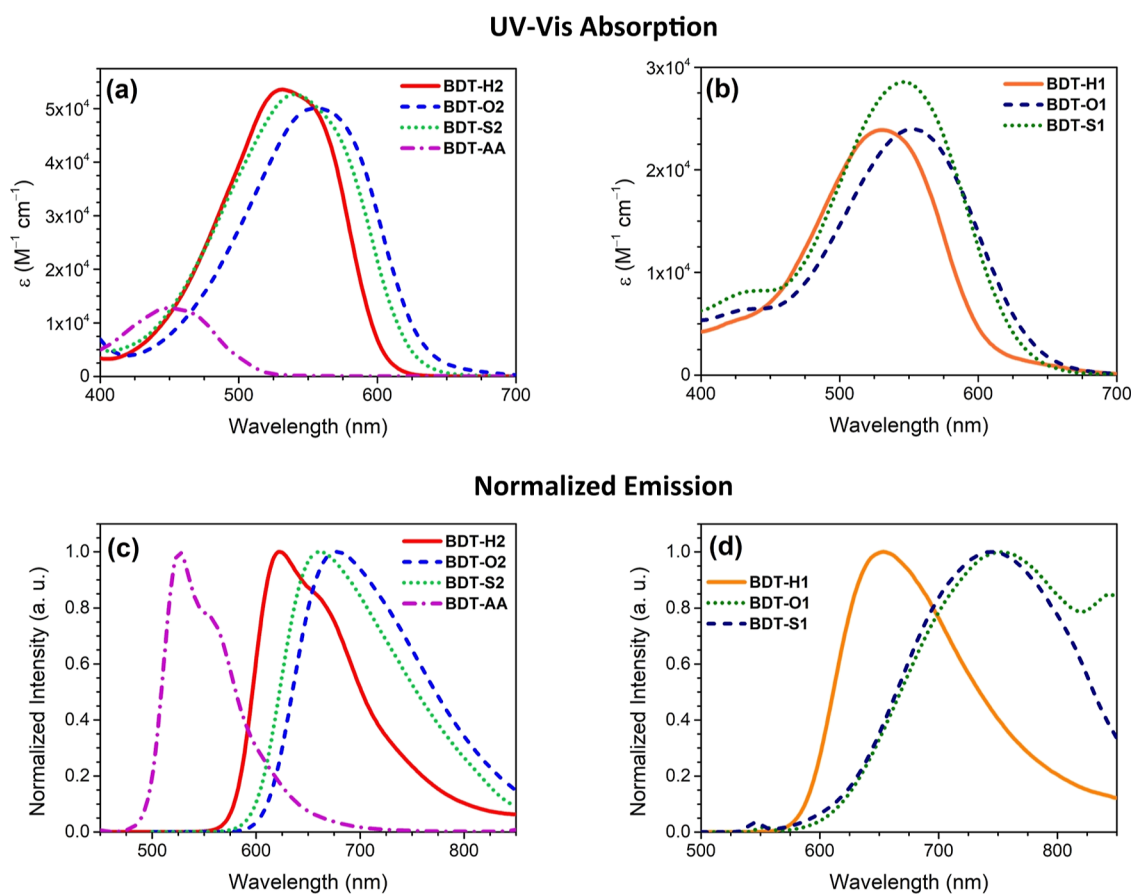 UV-Vis Absorption
(a)
BDT-H2
BDT-O2
BDT-S2
BDT-AA
5x10⁴
4x10⁴
3x10⁴
2x10⁴
1x10⁴
0
ε (M⁻¹ cm⁻¹)
400 500 600 700
Wavelength (nm)
(b)
BDT-H1
BDT-O1
BDT-S1
3x10⁴
2x10⁴
1x10⁴
0
ε (M⁻¹ cm⁻¹)
400 500 600 700
Wavelength (nm)
Normalized Emission
(c)
BDT-H2
BDT-O2
BDT-S2
BDT-AA
1.0
0.8
0.6
0.4
0.2
0.0
Normalized Intensity (a. u.)
500 600 700 800
Wavelength (nm)
(d)
BDT-H1
BDT-O1
BDT-S1
1.0
0.8
0.6
0.4
0.2
0.0
Normalized Intensity (a. u.)
500 600 700 800
Wavelength (nm)